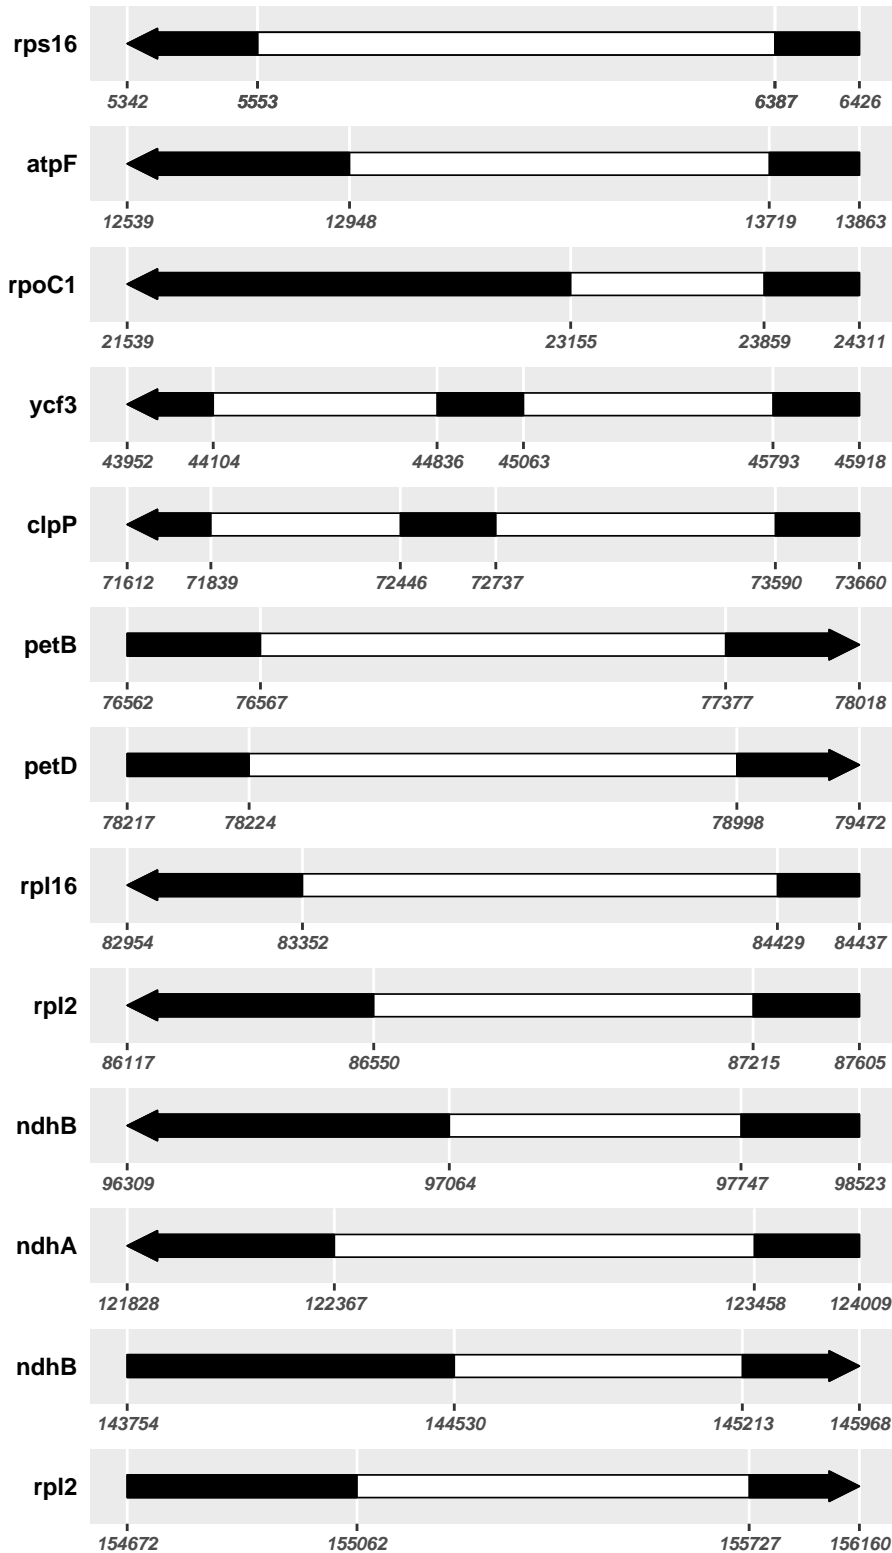 rps16
5342 5553 6387 6426
atpF
12539 12948 13719 13863
rpoC1
21539 23155 23859 24311
ycf3
43952 44104 44836 45063 45793 45918
clpP
71612 71839 72446 72737 73590 73660
petB
76562 76567 77377 78018
petD
78217 78224 78998 79472
rpl16
82954 83352 84429 84437
rpl2
86117 86550 87215 87605
ndhB
96309 97064 97747 98523
ndhA
121828 122367 123458 124009
ndhB
143754 144530 145213 145968
rpl2
154672 155062 155727 156160